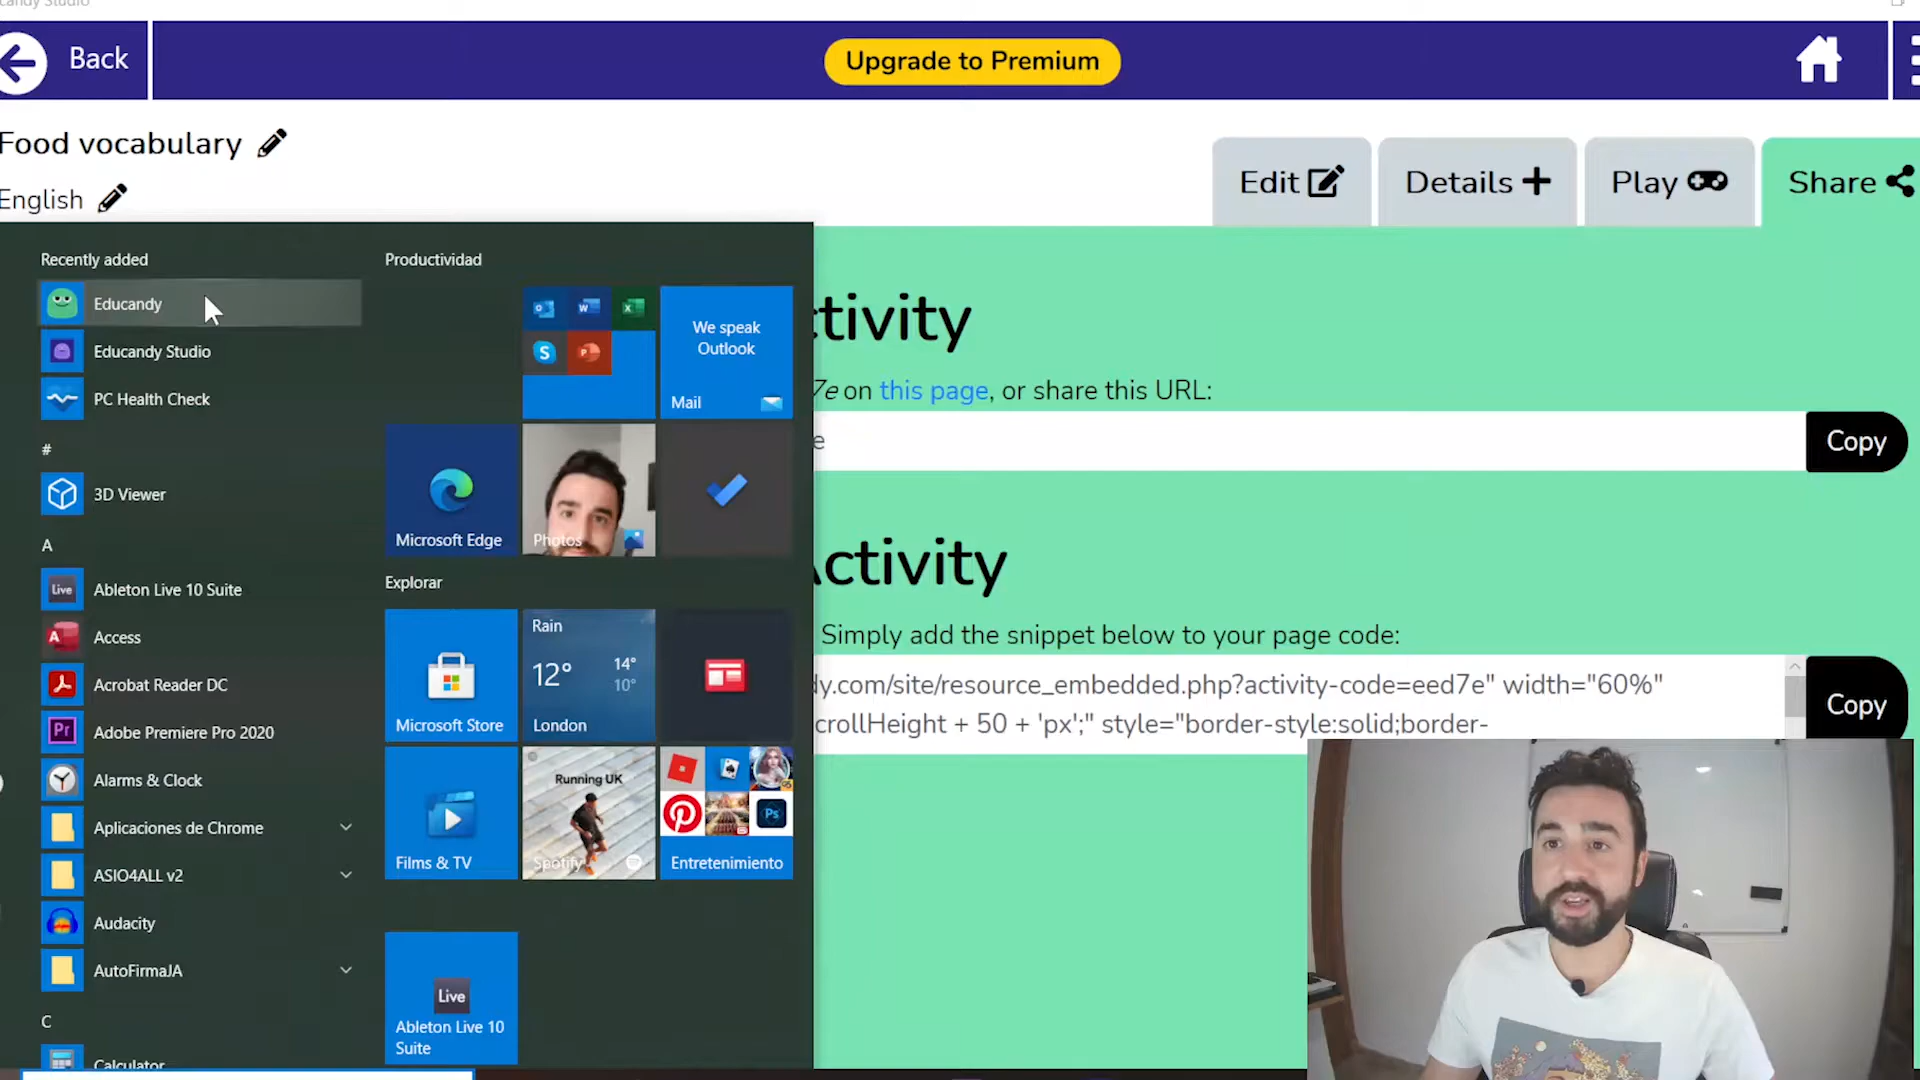 candy Studio
Back
Upgrade to Premium
Food vocabulary
English
Edit
Details
Play
Share
Recently added
Educandy
Educandy Studio
PC Health Check
#
3D Viewer
A
Ableton Live 10 Suite
Access
Acrobat Reader DC
Adobe Premiere Pro 2020
Alarms & Clock
Aplicaciones de Chrome
ASIO4ALL v2
Audacity
AutoFirmaJA
C
Calculator
Productividad
We speak
Outlook
Mail
Microsoft Edge
Photos
Explorar
Microsoft Store
Rain
12°
14°
10°
London
Films & TV
Running UK
Spotify
Ps
Entretenimiento
Live
Ableton Live 10
Suite
ctivity
7e on this page, or share this URL:
e
Copy
Activity
Simply add the snippet below to your page code:
dy.com/site/resource_embedded.php?activity-code=eed7e" width="60%"
crollHeight + 50 + 'px';" style="border-style:solid;border-
Copy